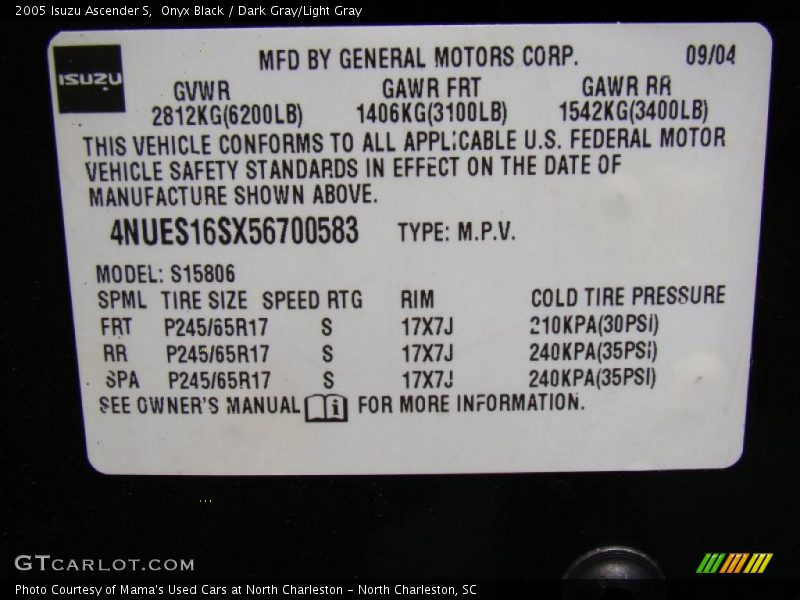 2005 Isuzu Ascender S,  Onyx Black / Dark Gray/Light Gray
ISUZU
MFD BY GENERAL MOTORS CORP. 09/04
GVWR GAWR FRT GAWR RR
2812KG(6200LB) 1406KG(3100LB) 1542KG(3400LB)
THIS VEHICLE CONFORMS TO ALL APPLICABLE U.S. FEDERAL MOTOR
VEHICLE SAFETY STANDARDS IN EFFECT ON THE DATE OF
MANUFACTURE SHOWN ABOVE.
4NUES16SX56700583 TYPE: M.P.V.
MODEL: S15806
SPML TIRE SIZE SPEED RTG RIM COLD TIRE PRESSURE
FRT P245/65R17 S 17X7J 210KPA(30PSI)
RR P245/65R17 S 17X7J 240KPA(35PSI)
SPA P245/65R17 S 17X7J 240KPA(35PSI)
SEE OWNER'S MANUAL i FOR MORE INFORMATION.
GTCARLOT.COM
Photo Courtesy of Mama's Used Cars at North Charleston - North Charleston, SC